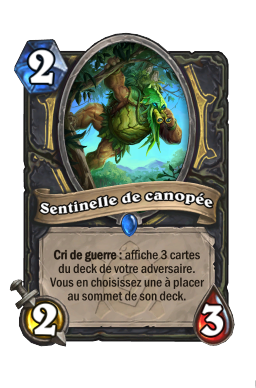 2
Sentinelle de canopée
Cri de guerre : affiche 3 cartes
du deck de votre adversaire.
Vous en choisissez une à placer
au sommet de son deck.
2
3